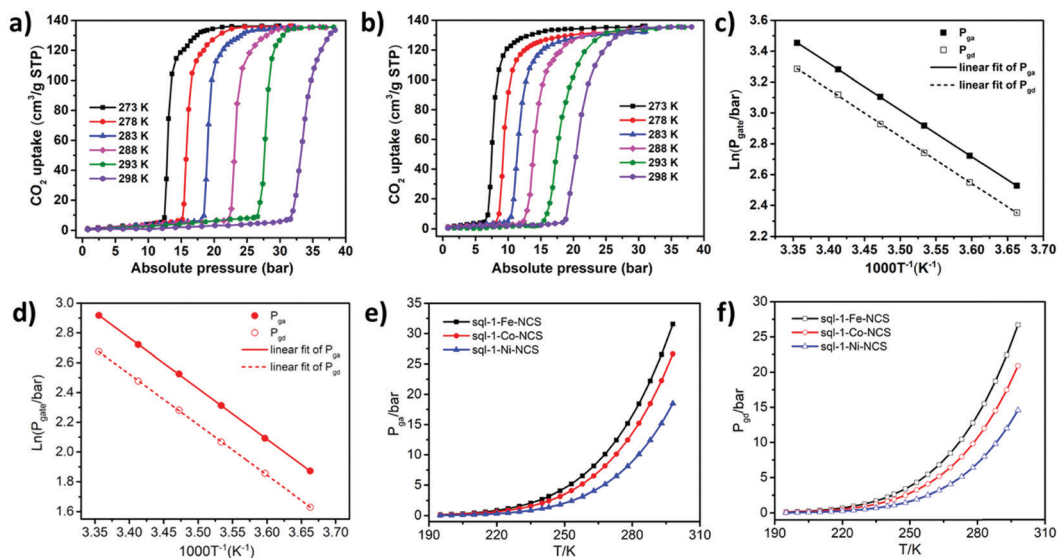 a)
CO2 uptake (cm3/g STP)
140
120
100
80
60
40
20
0
273 K
278 K
283 K
288 K
293 K
298 K
0 5 10 15 20 25 30 35 40
Absolute pressure (bar)
b)
CO2 uptake (cm3/g STP)
140
120
100
80
60
40
20
0
273 K
278 K
283 K
288 K
293 K
298 K
0 5 10 15 20 25 30 35 40
Absolute pressure (bar)
c)
Ln(Pgate/bar)
3.6
3.4
3.2
3.0
2.8
2.6
2.4
2.2
Pga
Pgd
linear fit of Pga
linear fit of Pgd
3.35 3.40 3.45 3.50 3.55 3.60 3.65 3.70
1000T-1(K-1)
d)
Ln(Pgate/bar)
3.0
2.8
2.6
2.4
2.2
2.0
1.8
1.6
Pga
Pgd
linear fit of Pga
linear fit of Pgd
3.35 3.40 3.45 3.50 3.55 3.60 3.65 3.70
1000T-1(K-1)
e)
Pga/bar
35
30
25
20
15
10
5
0
sql-1-Fe-NCS
sql-1-Co-NCS
sql-1-Ni-NCS
190 210 230 250 270 290 310
T/K
f)
Pgd/bar
30
25
20
15
10
5
0
sql-1-Fe-NCS
sql-1-Co-NCS
sql-1-Ni-NCS
190 220 250 280 310
T/K